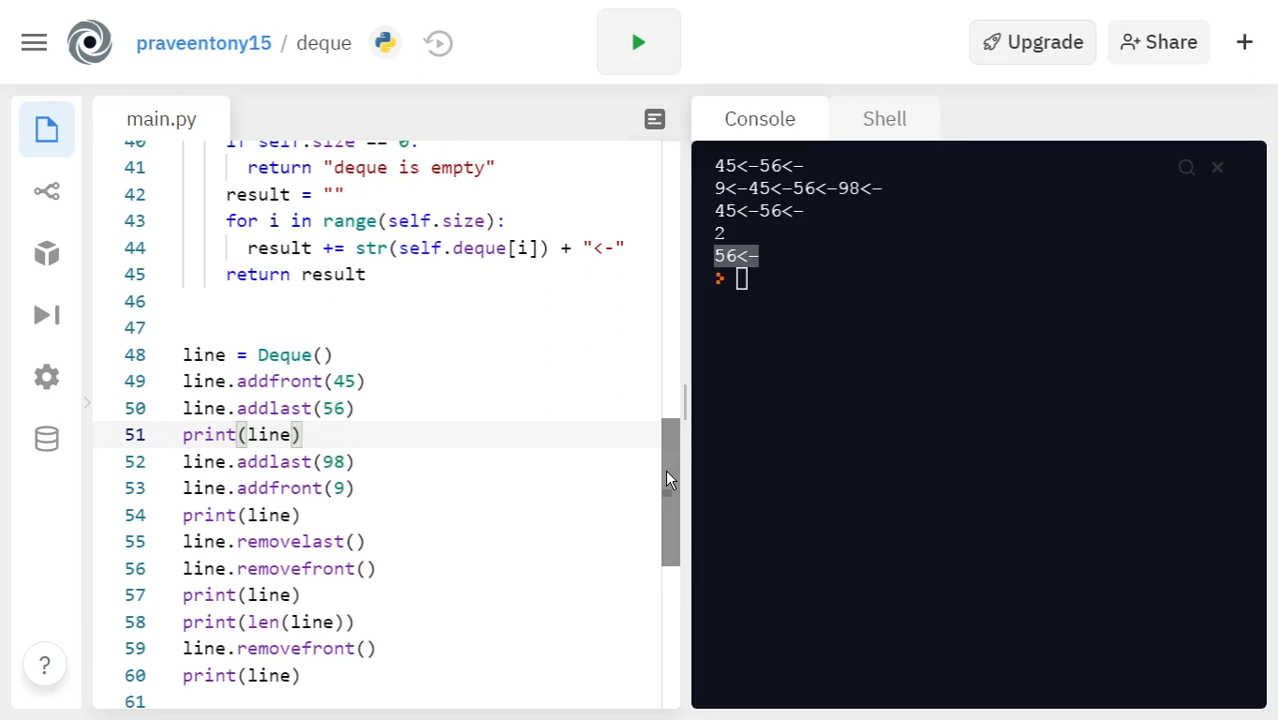 praveentony15 / deque
Upgrade
Share
main.py
40 if self.size == 0:
41 return "deque is empty"
42 result = ""
43 for i in range(self.size):
44 result += str(self.deque[i]) + "<-"
45 return result
46
47
48 line = Deque()
49 line.addfront(45)
50 line.addlast(56)
51 print(line)
52 line.addlast(98)
53 line.addfront(9)
54 print(line)
55 line.removelast()
56 line.removefront()
57 print(line)
58 print(len(line))
59 line.removefront()
60 print(line)
61
?
Console
Shell
45<-56<-
9<-45<-56<-98<-
45<-56<-
2
56<-